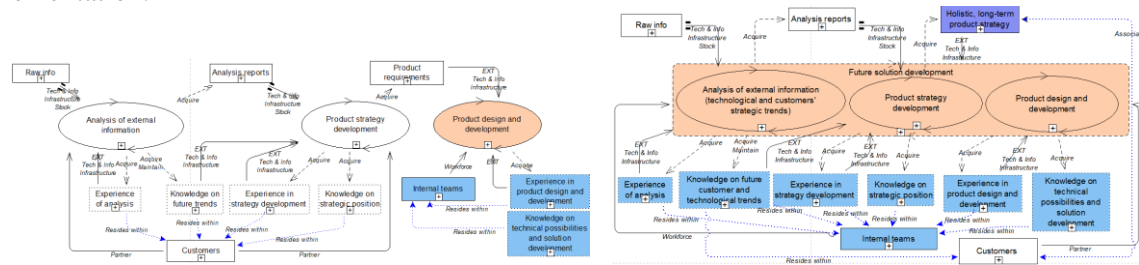 Raw info
Tech & Info
Infrastructure
Stock
Analysis reports
Tech & Info
Infrastructure
Stock
Acquire
Product
requirements
EXT
Tech & Info
Infrastructure
Acquire
Analysis of external
information
Product strategy
development
Product design and
development
EXT
Tech & Info
Infrastructure
Acquire
Acquire
Maintain
EXT
Tech & Info
Infrastructure
Acquire
Acquire
Workforce
EXT
Acquire
Experience
of analysis
Knowledge on
future trends
Experience in
strategy development
Knowledge on
strategic position
Internal teams
Experience in
product design and
development
Resides within
Knowledge on
technical possibilities
and solution
development
Resides within
Resides within
Resides within
Resides within
Resides within
Customers
Partner
Partner
Raw info
Tech & Info
Infrastructure
Stock
Analysis reports
Acquire
Tech & Info
Infrastructure
Stock
Acquire
Holistic, long-term
product strategy
EXT
Tech & Info
Infrastructure
Associa
Future solution development
Analysis of external information
(technological and customers'
strategic trends)
Product strategy
development
Product design and
development
EXT
Tech & Info
Infrastructure
Acquire
Acquire
Maintain
EXT
Tech & Info
Infrastructure
Acquire
EXT
Tech & Info
Infrastructure
Acquire
EXT
Tech & Info
Infrastructure
Acquire
Acquire
Experience
of analysis
Knowledge on future
customer and
technological trends
Experience in
strategy development
Knowledge on
strategic position
Experience in
product design and
development
Knowledge on
technical
possibilities and
solution
development
Resides within
Resides within
Resides within
Resides within
Resides within
Workforce
Internal teams
Resides within
Customers
Resides within
Partner